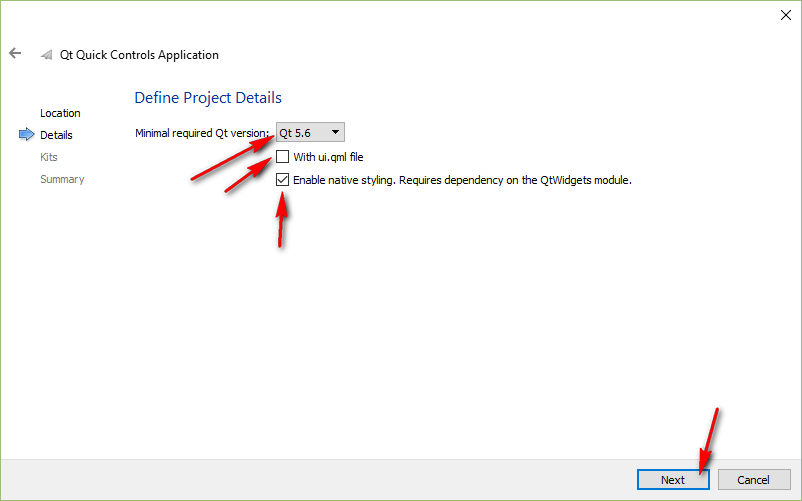 Qt Quick Controls Application
Define Project Details
Location
Details
Kits
Summary
Minimal required Qt version: Qt 5.6
With ui.qml file
Enable native styling. Requires dependency on the QtWidgets module.
Next
Cancel